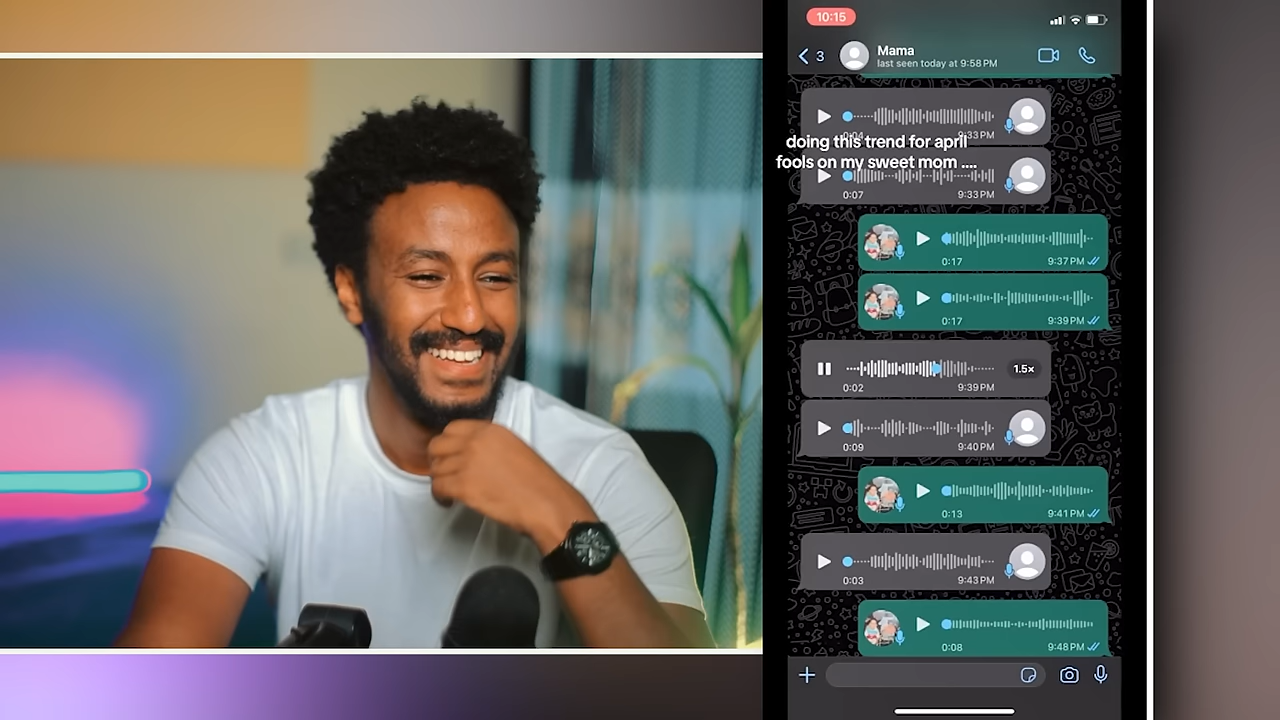 10:15
3
Mama
last seen today at 9:58 PM
0:04
9:33 PM
doing this trend for april
fools on my sweet mom ....
0:07
9:33 PM
0:17
9:37 PM
0:17
9:39 PM
1.5×
0:02
9:39 PM
0:09
9:40 PM
0:13
9:41 PM
0:03
9:43 PM
0:08
9:48 PM